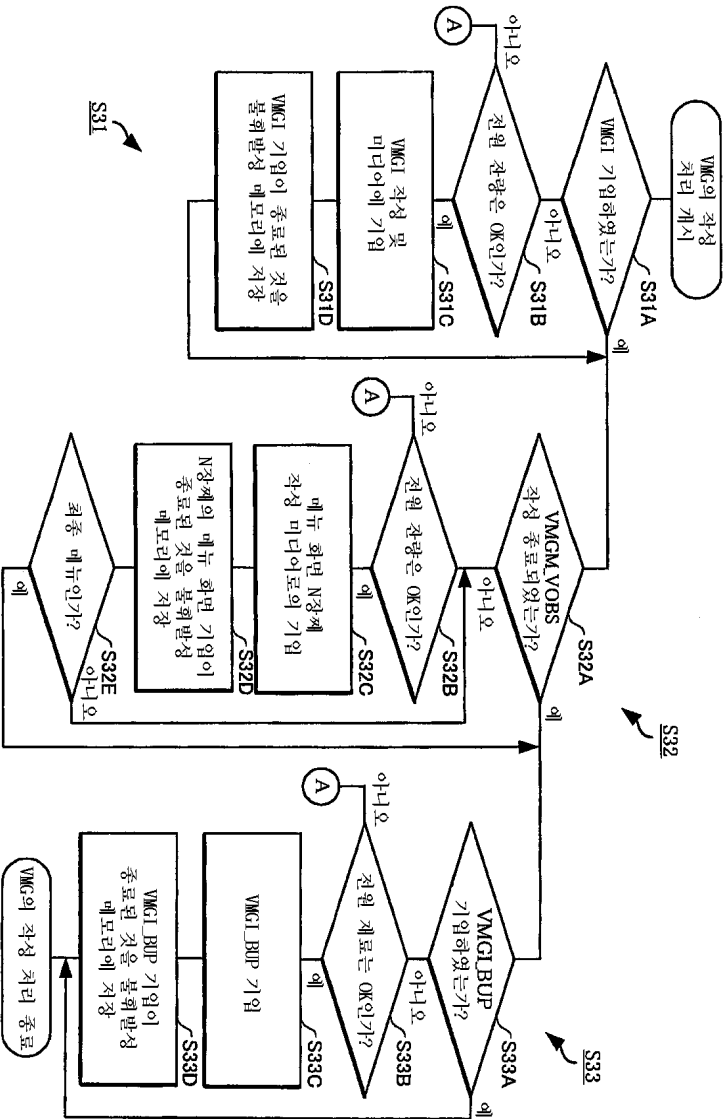 VMG의 작성
처리 개시
VMGI 기입하였는가?
S31A
예
아니오
전원 잔량은 OK인가?
S31B
아니오
A
예
VMGI 작성 및
미디어에 기입
S31C
VMGI 기입이 종료된 것을
불휘발성 메모리에 저장
S31D
S31
VMGM_VOBS
작성 종료되었는가?
S32A
예
아니오
전원 잔량은 OK인가?
S32B
아니오
A
예
메뉴 화면 N장째
작성 미디어로의 기입
S32C
N장째의 메뉴 화면 기입이
종료된 것을 불휘발성
메모리에 저장
S32D
최종 메뉴인가?
S32E
아니오
예
S32
VMGI_BUP
기입하였는가?
S33A
예
아니오
전원 재료는 OK인가?
S33B
아니오
A
예
VMGI_BUP 기입
S33C
VMGI_BUP 기입이
종료된 것을 불휘발성
메모리에 저장
S33D
S33
VMG의 작성 처리 종료